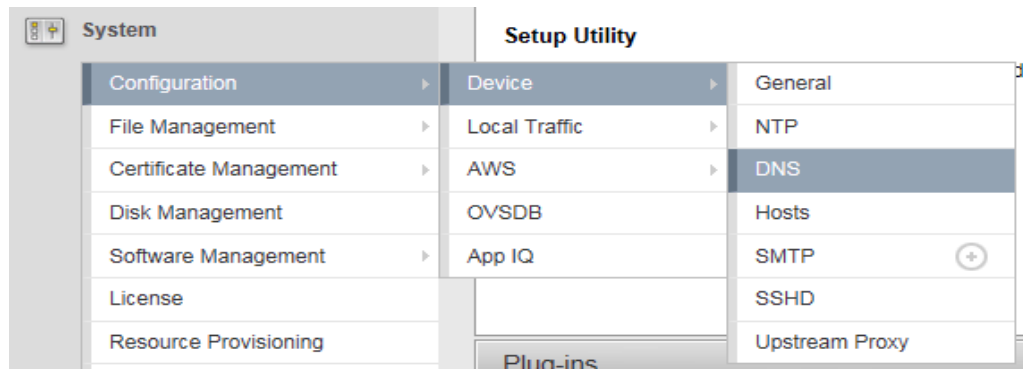 System
Setup Utility
Configuration
File Management
Certificate Management
Disk Management
Software Management
License
Resource Provisioning
Device
Local Traffic
AWS
OVSDB
App IQ
General
NTP
DNS
Hosts
SMTP
SSHD
Upstream Proxy
Plug-ins